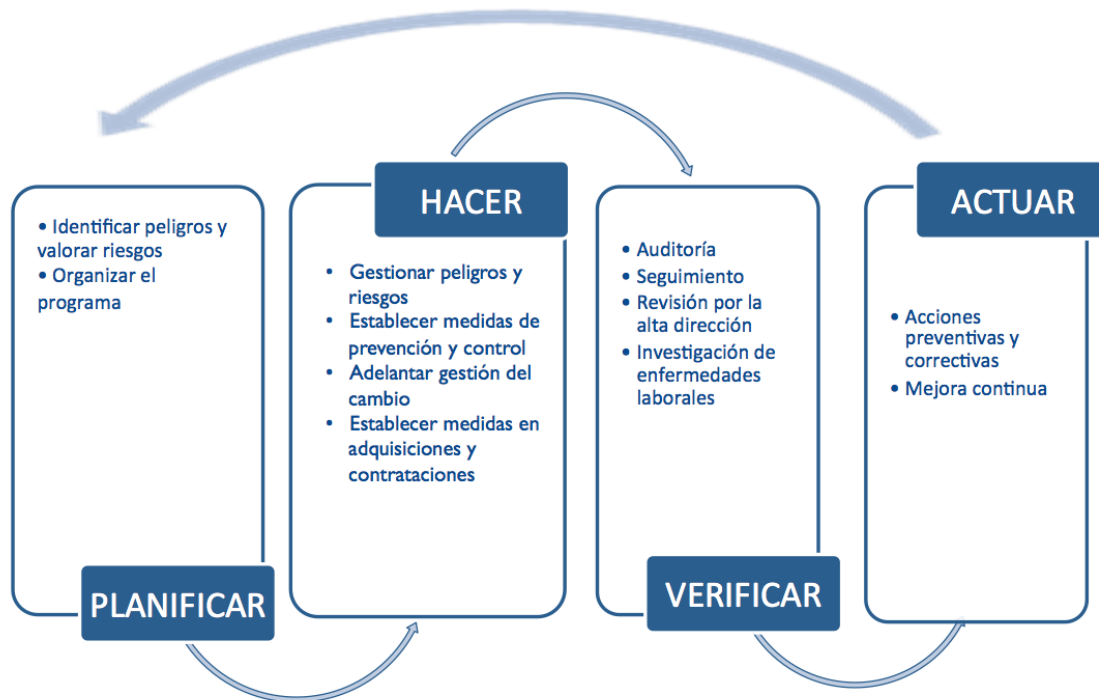 • Identificar peligros y
valorar riesgos
• Organizar el
programa
PLANIFICAR
HACER
• Gestionar peligros y
riesgos
• Establecer medidas de
prevención y control
• Adelantar gestión del
cambio
• Establecer medidas en
adquisiciones y
contrataciones
• Auditoría
• Seguimiento
• Revisión por la
alta dirección
• Investigación de
enfermedades
laborales
VERIFICAR
ACTUAR
• Acciones
preventivas y
correctivas
• Mejora continua